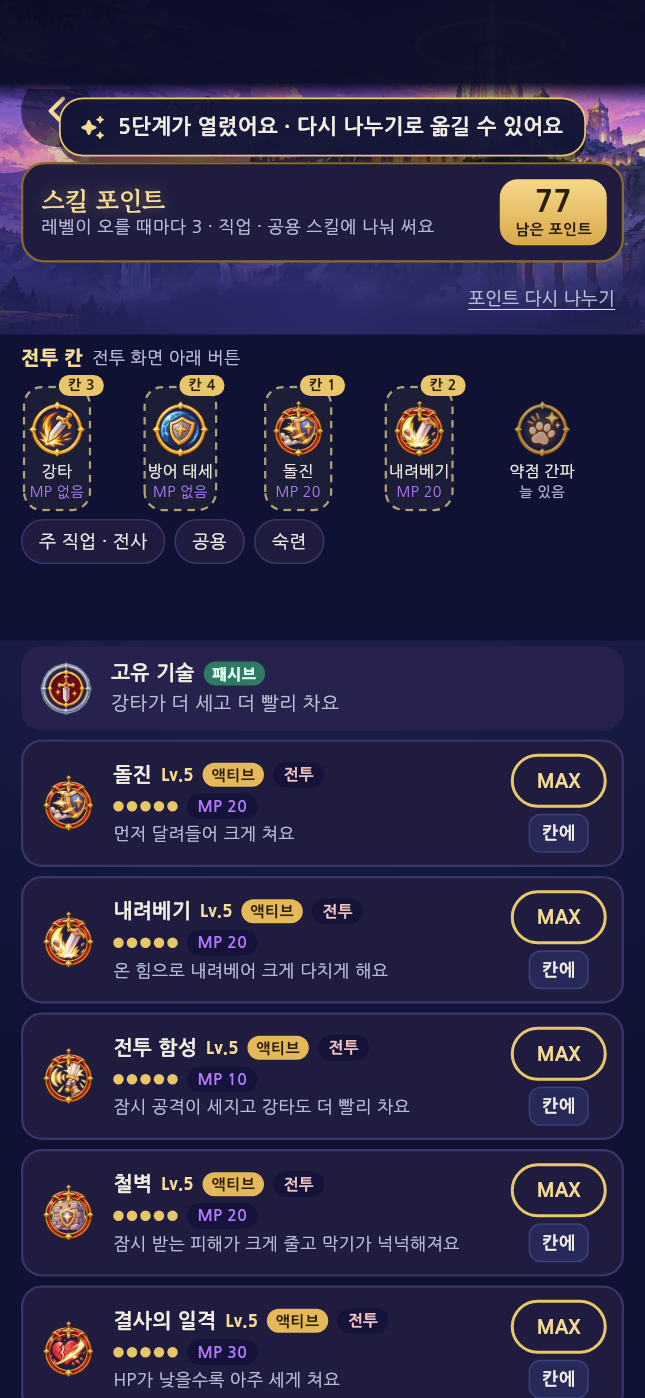 5단계가 열렸어요 · 다시 나누기로 옮길 수 있어요
스킬 포인트
레벨이 오를 때마다 3 · 직업 · 공용 스킬에 나눠 써요
77
남은 포인트
포인트 다시 나누기
전투 칸 전투 화면 아래 버튼
칸 3 칸 4 칸 1 칸 2
강타 방어 태세 돌진 내려베기 약점 간파
MP 없음 MP 없음 MP 20 MP 20 늘 있음
주 직업 · 전사 공용 숙련
고유 기술 패시브
강타가 더 세고 더 빨리 차요
돌진 Lv.5 액티브 전투
MP 20
먼저 달려들어 크게 쳐요
MAX
칸에
내려베기 Lv.5 액티브 전투
MP 20
온 힘으로 내려베어 크게 다치게 해요
MAX
칸에
전투 함성 Lv.5 액티브 전투
MP 10
잠시 공격이 세지고 강타도 더 빨리 차요
MAX
칸에
철벽 Lv.5 액티브 전투
MP 20
잠시 받는 피해가 크게 줄고 막기가 넉넉해져요
MAX
칸에
결사의 일격 Lv.5 액티브 전투
MP 30
HP가 낮을수록 아주 세게 쳐요
MAX
칸에